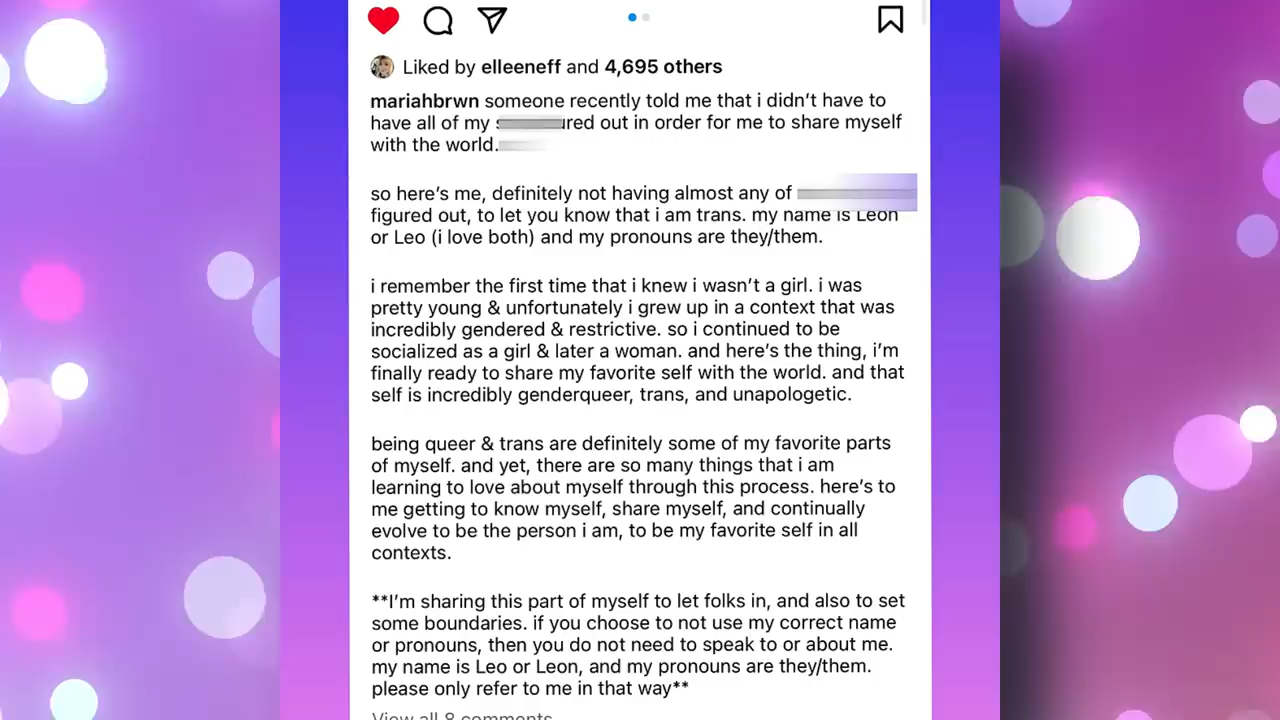 Liked by elleeneff and 4,695 others
mariahbrwn someone recently told me that i didn't have to
have all of my out in order for me to share myself
with the world.
so here's me, definitely not having almost any of
figured out, to let you know that i am trans. my name is Leon
or Leo (i love both) and my pronouns are they/them.
i remember the first time that i knew i wasn't a girl. i was
pretty young & unfortunately i grew up in a context that was
incredibly gendered & restrictive. so i continued to be
socialized as a girl & later a woman. and here's the thing, i'm
finally ready to share my favorite self with the world. and that
self is incredibly genderqueer, trans, and unapologetic.
being queer & trans are definitely some of my favorite parts
of myself. and yet, there are so many things that i am
learning to love about myself through this process. here's to
me getting to know myself, share myself, and continually
evolve to be the person i am, to be my favorite self in all
contexts.
**I'm sharing this part of myself to let folks in, and also to set
some boundaries. if you choose to not use my correct name
or pronouns, then you do not need to speak to or about me.
my name is Leo or Leon, and my pronouns are they/them.
please only refer to me in that way**
View all 8 comments